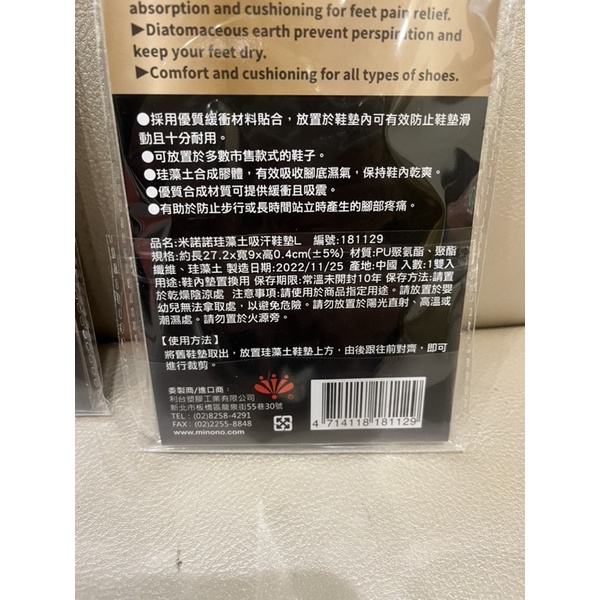 absorption and cushioning for feet pain relief.
▶Diatomaceous earth prevent perspiration and
keep your feet dry.
▶Comfort and cushioning for all types of shoes.
●採用優質緩衝材料貼合，放置於鞋墊內可有效防止鞋墊滑
動且十分耐用。
●可放置於多數市售款式的鞋子。
●珪藻土合成膠體，有效吸收腳底濕氣，保持鞋內乾爽。
●優質合成材質可提供緩衝且吸震。
●有助於防止步行或長時間站立時產生的腳部疼痛。
品名:米諾諾珪藻土吸汗鞋墊L 編號:181129
規格:約長27.2x寬9x高0.4cm(±5%) 材質:PU聚氨酯、聚酯
纖維、珪藻土 製造日期:2022/11/25 產地:中國 入數:1雙入
用途:鞋內墊置換用 保存期限:常溫未開封10年 保存方法:請置
於乾燥陰涼處 注意事項:請使用於商品指定用途。請放置於嬰
幼兒無法拿取處，以避免危險。請勿放置於陽光直射、高溫或
潮濕處。請勿置於火源旁。
【使用方法】
將舊鞋墊取出，放置珪藻土鞋墊上方，由後跟往前對齊，即可
進行裁剪。
委製商/進口商：
利台塑膠工業有限公司
新北市板橋區龍泉街55巷30號
TEL：(02)8258-4291
FAX：(02)2255-8848
www.minono.com
4 714118 181129